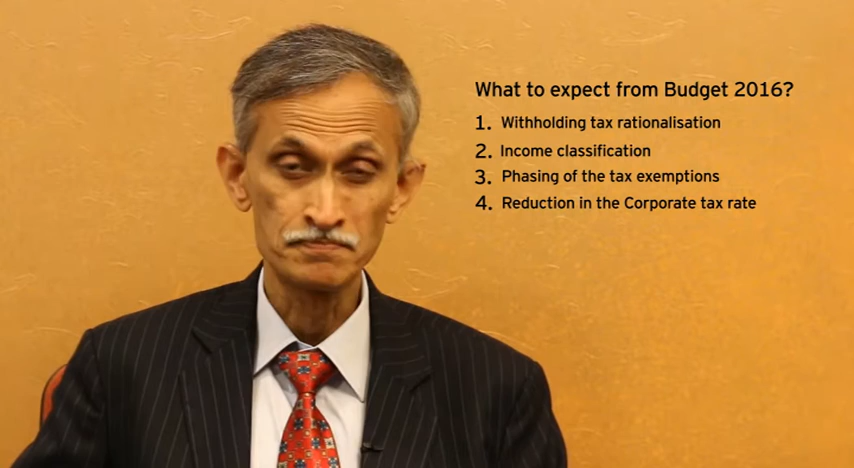 What to expect from Budget 2016?
1. Withholding tax rationalisation
2. Income classification
3. Phasing of the tax exemptions
4. Reduction in the Corporate tax rate